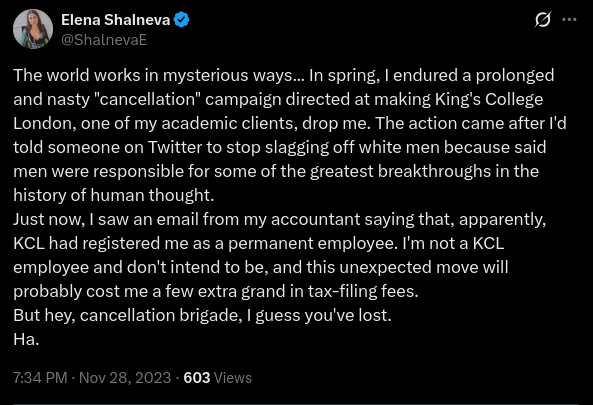 Elena Shalneva
@ShalnevaE
The world works in mysterious ways... In spring, I endured a prolonged
and nasty "cancellation" campaign directed at making King's College
London, one of my academic clients, drop me. The action came after I'd
told someone on Twitter to stop slagging off white men because said
men were responsible for some of the greatest breakthroughs in the
history of human thought.
Just now, I saw an email from my accountant saying that, apparently,
KCL had registered me as a permanent employee. I'm not a KCL
employee and don't intend to be, and this unexpected move will
probably cost me a few extra grand in tax-filing fees.
But hey, cancellation brigade, I guess you've lost.
Ha.
7:34 PM · Nov 28, 2023 · 603 Views